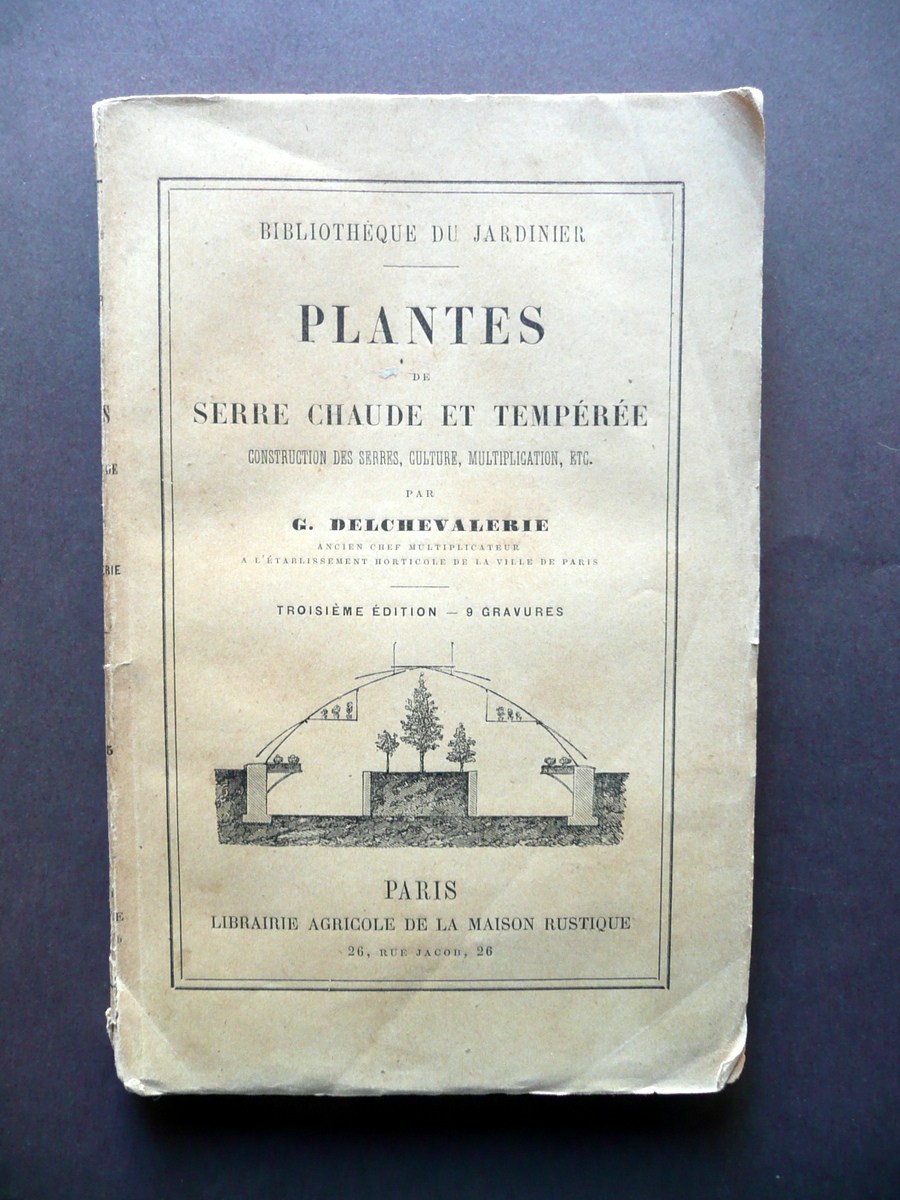 BIBLIOTHÈQUE DU JARDINIER
PLANTES
DE
SERRE CHAUDE ET TEMPÉRÉE
CONSTRUCTION DES SERRES, CULTURE, MULTIPLICATION, ETC.
PAR
G. DELCHEVALERIE
ANCIEN CHEF MULTIPLICATEUR
A L'ÉTABLISSEMENT HORTICOLE DE LA VILLE DE PARIS
TROISIÈME ÉDITION — 9 GRAVURES
PARIS
LIBRAIRIE AGRICOLE DE LA MAISON RUSTIQUE
26, RUE JACOB, 26